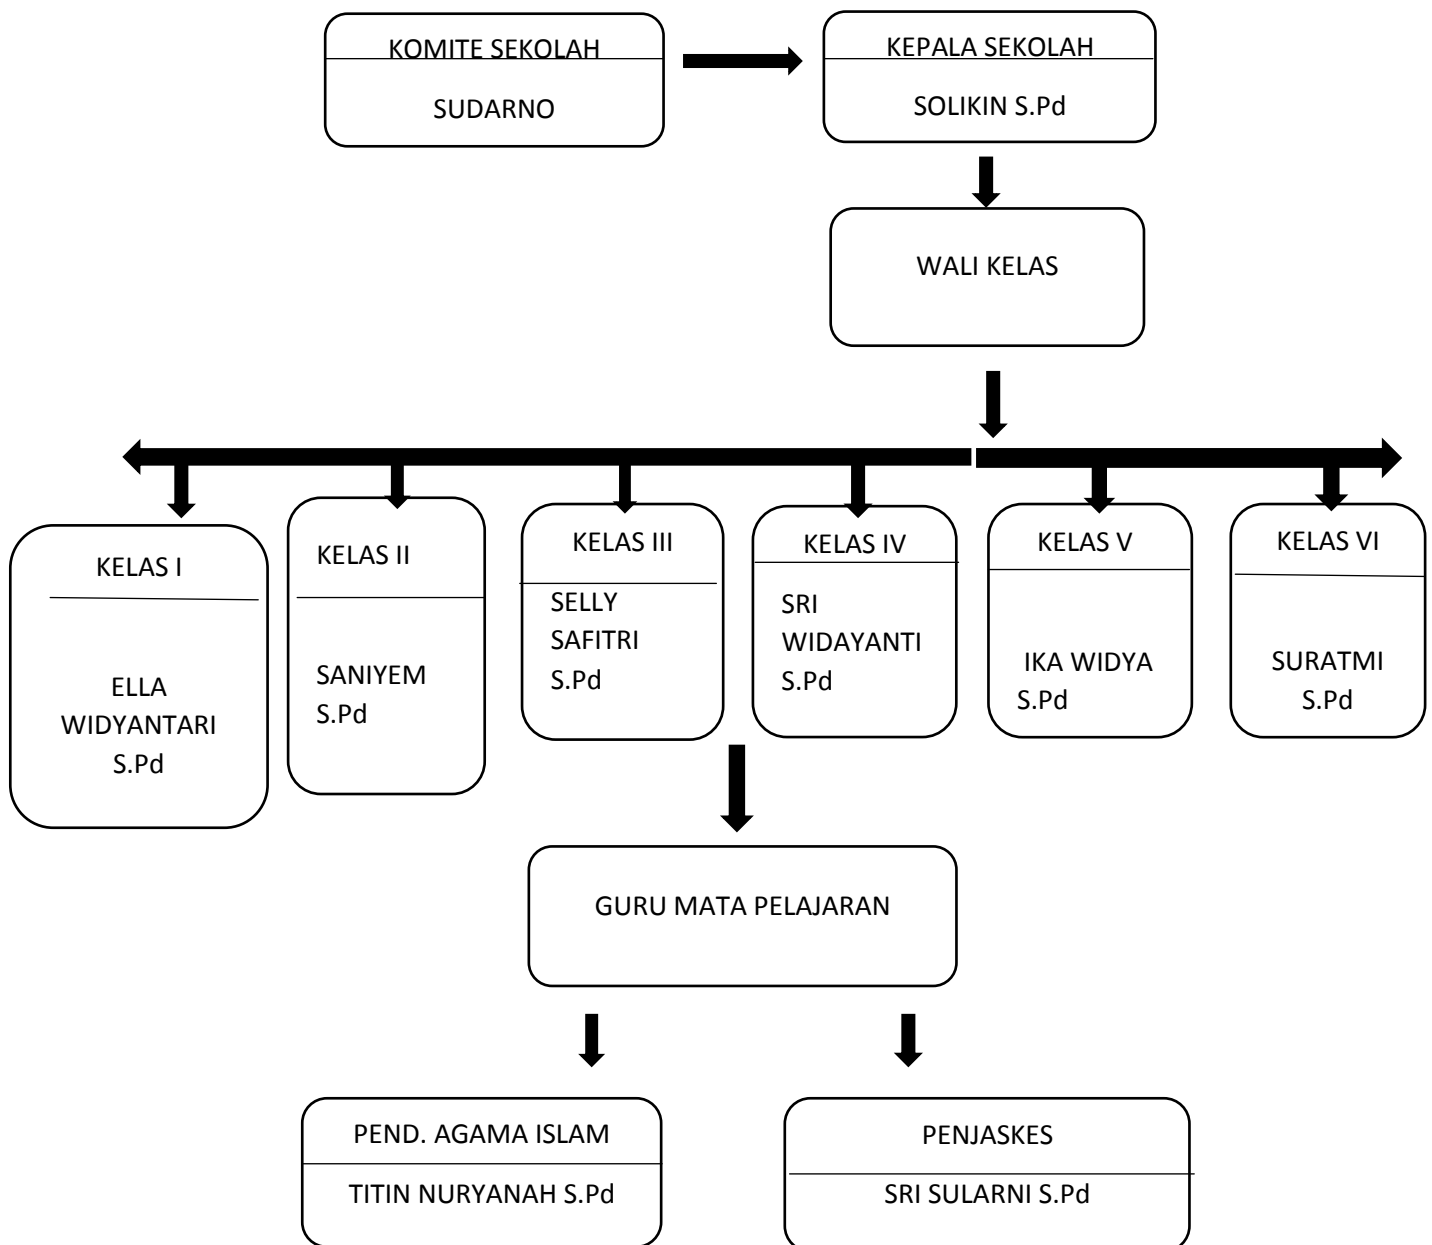 KOMITE SEKOLAH
SUDARNO
KEPALA SEKOLAH
SOLIKIN S.Pd
WALI KELAS
KELAS I
ELLA
WIDYANTARI
S.Pd
KELAS II
SANIYEM
S.Pd
KELAS III
SELLY
SAFITRI
S.Pd
KELAS IV
SRI
WIDAYANTI
S.Pd
KELAS V
IKA WIDYA
S.Pd
KELAS VI
SURATMI
S.Pd
GURU MATA PELAJARAN
PEND. AGAMA ISLAM
TITIN NURYANAH S.Pd
PENJASKES
SRI SULARNI S.Pd